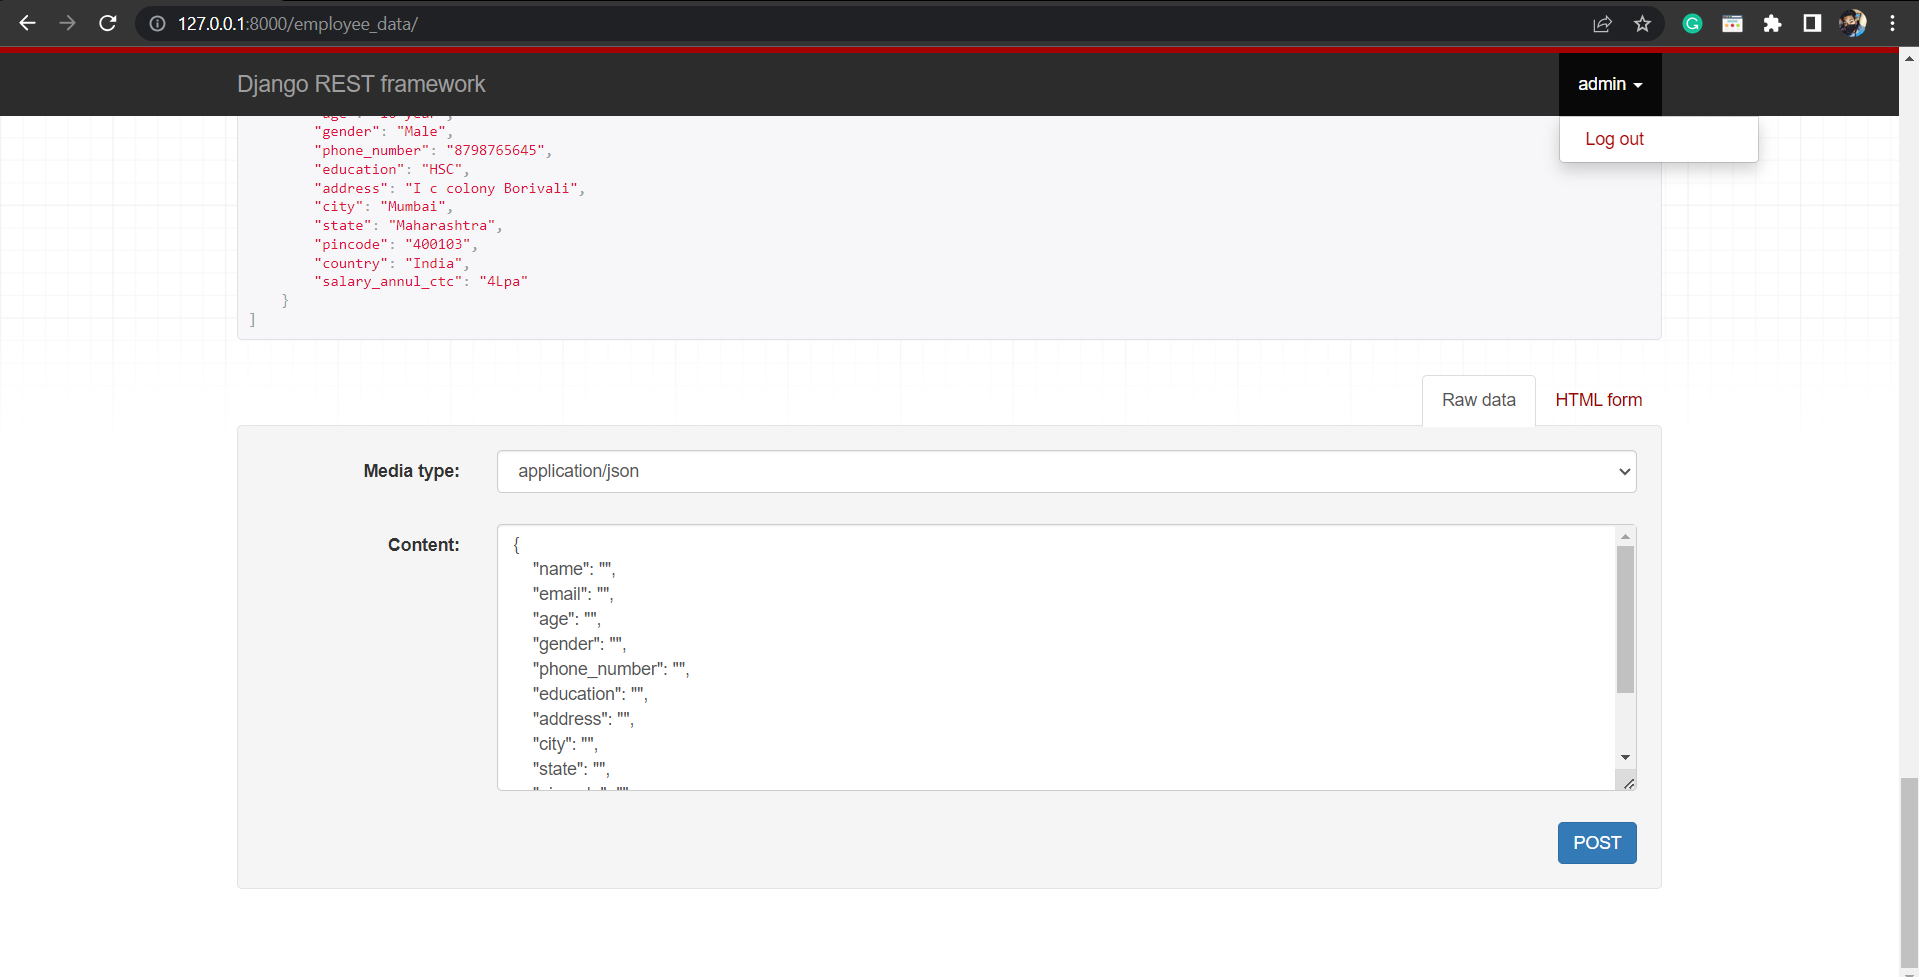 127.0.0.1:8000/employee_data/
Django REST framework
admin
Log out
"gender": "Male",
"phone_number": "8798765645",
"education": "HSC",
"address": "I c colony Borivali",
"city": "Mumbai",
"state": "Maharashtra",
"pincode": "400103",
"country": "India",
"salary_annul_ctc": "4Lpa"
}
]
Raw data
HTML form
Media type:
application/json
Content:
{
"name": "",
"email": "",
"age": "",
"gender": "",
"phone_number": "",
"education": "",
"address": "",
"city": "",
"state": "",
POST